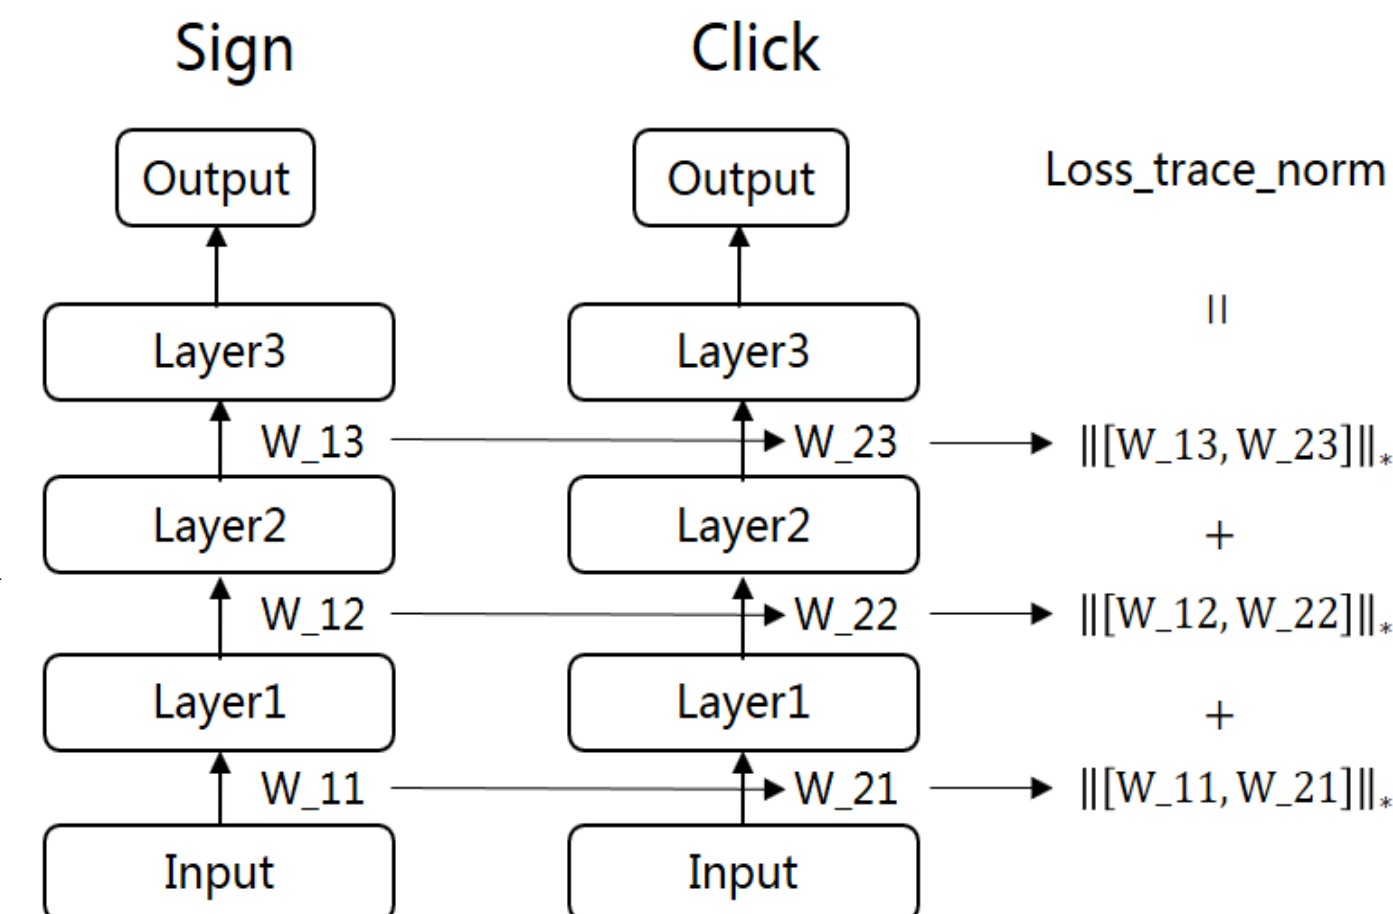 Sign Click
Output Output Loss_trace_norm
=
Layer3 Layer3
W_13 W_23 ‖[W_13, W_23]‖*
Layer2 Layer2 +
W_12 W_22 ‖[W_12, W_22]‖*
Layer1 Layer1 +
W_11 W_21 ‖[W_11, W_21]‖*
Input Input